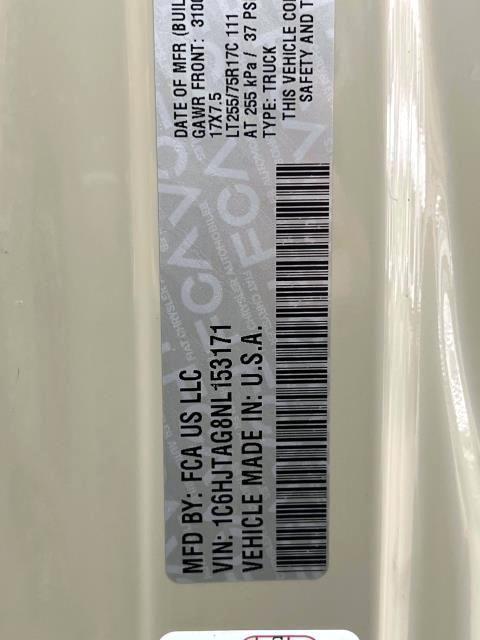 MFD BY: FCA US LLC
DATE OF MFR (BUIL
VIN: 1C6HJTAG8NL153171
GAWR FRONT: 3100
17X7.5
VEHICLE MADE IN: U.S.A.
LT255/75R17C 111
AT 255 kPa / 37 PS
TYPE: TRUCK
THIS VEHICLE CO
SAFETY AND T